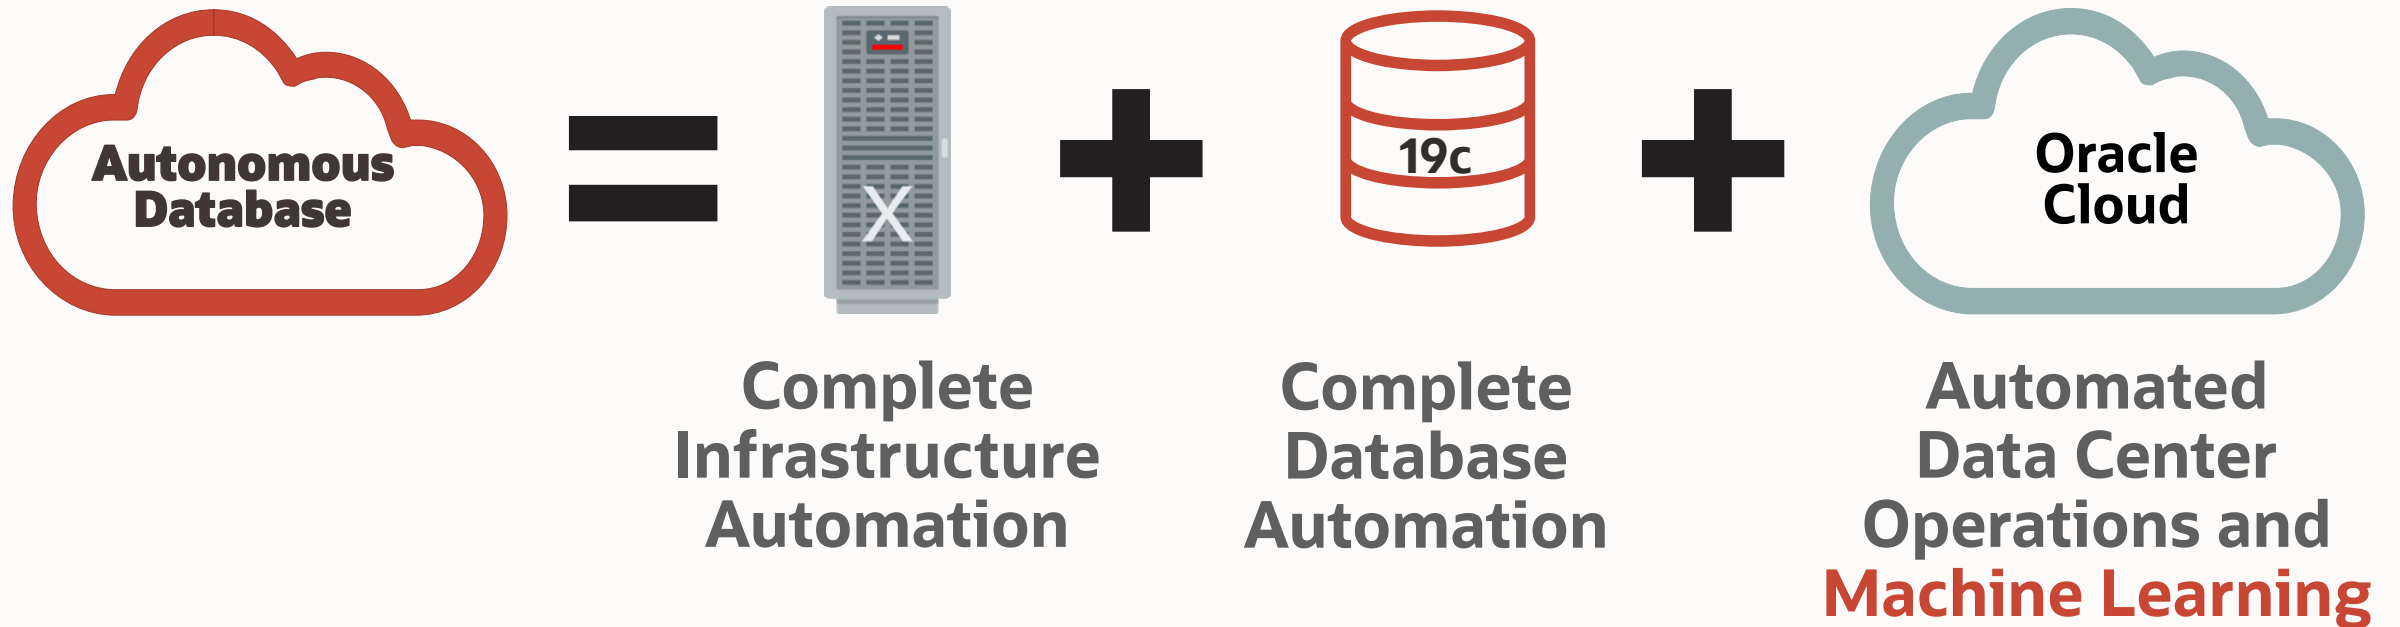 Autonomous
Database
X
19c
Oracle
Cloud
Complete
Infrastructure
Automation
Complete
Database
Automation
Automated
Data Center
Operations and
Machine Learning